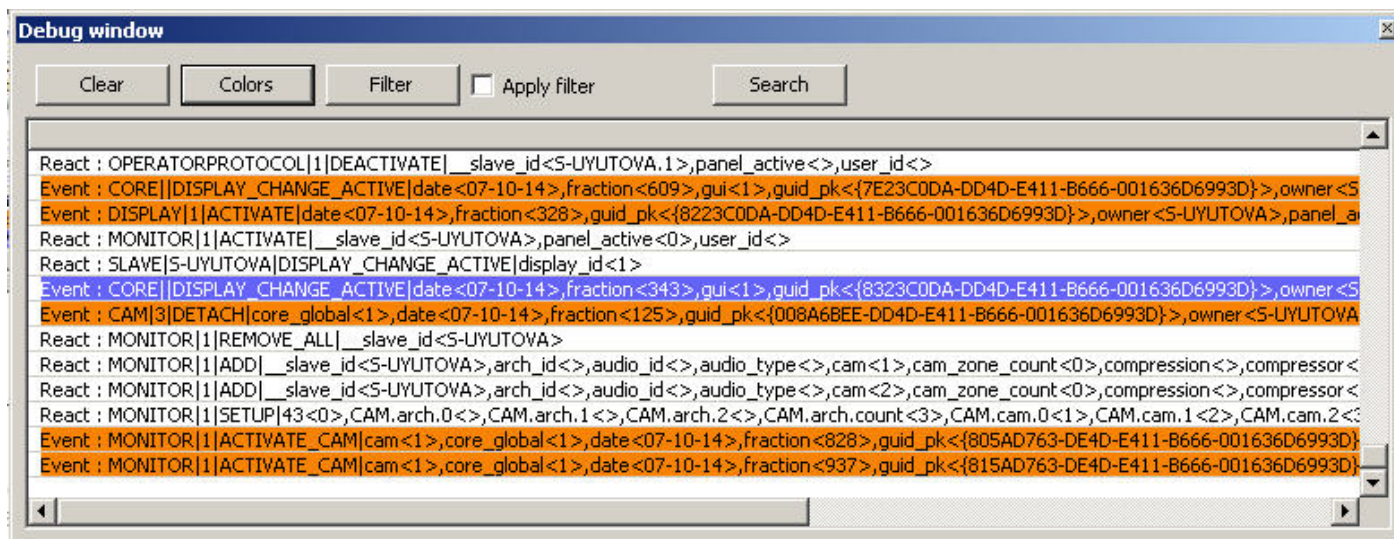 Debug window
Clear Colors Filter Apply filter Search
React : OPERATORPROTOCOL|1|DEACTIVATE|__slave_id<S-UYUTOVA.1>,panel_active<>,user_id<>
Event : CORE||DISPLAY_CHANGE_ACTIVE|date<07-10-14>,fraction<609>,gui<1>,guid_pk<{7E23C0DA-DD4D-E411-B666-001636D6993D}>,owner<S
Event : DISPLAY|1|ACTIVATE|date<07-10-14>,fraction<328>,guid_pk<{8223C0DA-DD4D-E411-B666-001636D6993D}>,owner<S-UYUTOVA>,panel_a
React : MONITOR|1|ACTIVATE|__slave_id<S-UYUTOVA>,panel_active<0>,user_id<>
React : SLAVE|S-UYUTOVA|DISPLAY_CHANGE_ACTIVE|display_id<1>
Event : CORE||DISPLAY_CHANGE_ACTIVE|date<07-10-14>,fraction<343>,gui<1>,guid_pk<{8323C0DA-DD4D-E411-B666-001636D6993D}>,owner<S
Event : CAM|3|DETACH|core_global<1>,date<07-10-14>,fraction<125>,guid_pk<{008A6BEE-DD4D-E411-B666-001636D6993D}>,owner<S-UYUTOVA
React : MONITOR|1|REMOVE_ALL|__slave_id<S-UYUTOVA>
React : MONITOR|1|ADD|__slave_id<S-UYUTOVA>,arch_id<>,audio_id<>,audio_type<>,cam<1>,cam_zone_count<0>,compression<>,compressor<
React : MONITOR|1|ADD|__slave_id<S-UYUTOVA>,arch_id<>,audio_id<>,audio_type<>,cam<2>,cam_zone_count<0>,compression<>,compressor<
React : MONITOR|1|SETUP|43<0>,CAM.arch.0<>,CAM.arch.1<>,CAM.arch.2<>,CAM.arch.count<3>,CAM.cam.0<1>,CAM.cam.1<2>,CAM.cam.2<3
Event : MONITOR|1|ACTIVATE_CAM|cam<1>,core_global<1>,date<07-10-14>,fraction<828>,guid_pk<{805AD763-DE4D-E411-B666-001636D6993D}
Event : MONITOR|1|ACTIVATE_CAM|cam<1>,core_global<1>,date<07-10-14>,fraction<937>,guid_pk<{815AD763-DE4D-E411-B666-001636D6993D}